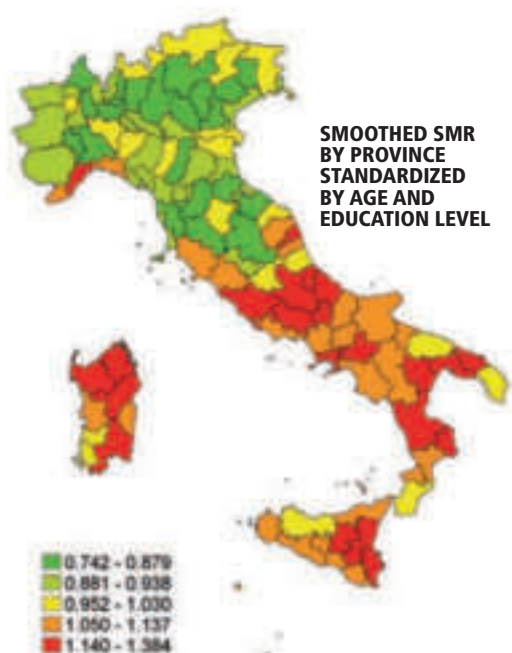 SMOOTHED SMR
BY PROVINCE
STANDARDIZED
BY AGE AND
EDUCATION LEVEL
0.742 - 0.879
0.881 - 0.938
0.952 - 1.030
1.050 - 1.137
1.140 - 1.384